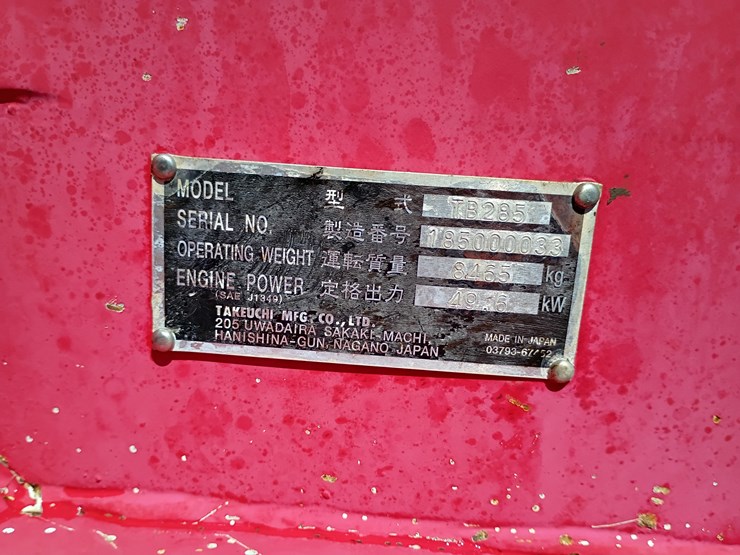 MODEL 型 式 TB285
SERIAL NO. 製造番号 185000033
OPERATING WEIGHT 運転質量 8465 kg
ENGINE POWER 定格出力 49.6 kW
(SAE J1349)
TAKEUCHI MFG. CO., LTD.
205 UWADAIRA SAKAKI-MACHI,
HANISHINA-GUN, NAGANO JAPAN
MADE IN JAPAN